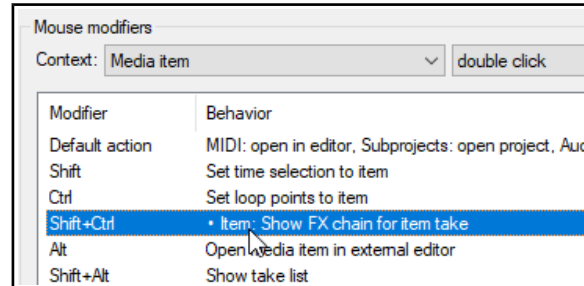 Mouse modifiers
Context: Media item double click
Modifier Behavior
Default action MIDI: open in editor, Subprojects: open project, Auc
Shift Set time selection to item
Ctrl Set loop points to item
Shift+Ctrl • Item: Show FX chain for item take
Alt Open media item in external editor
Shift+Alt Show take list